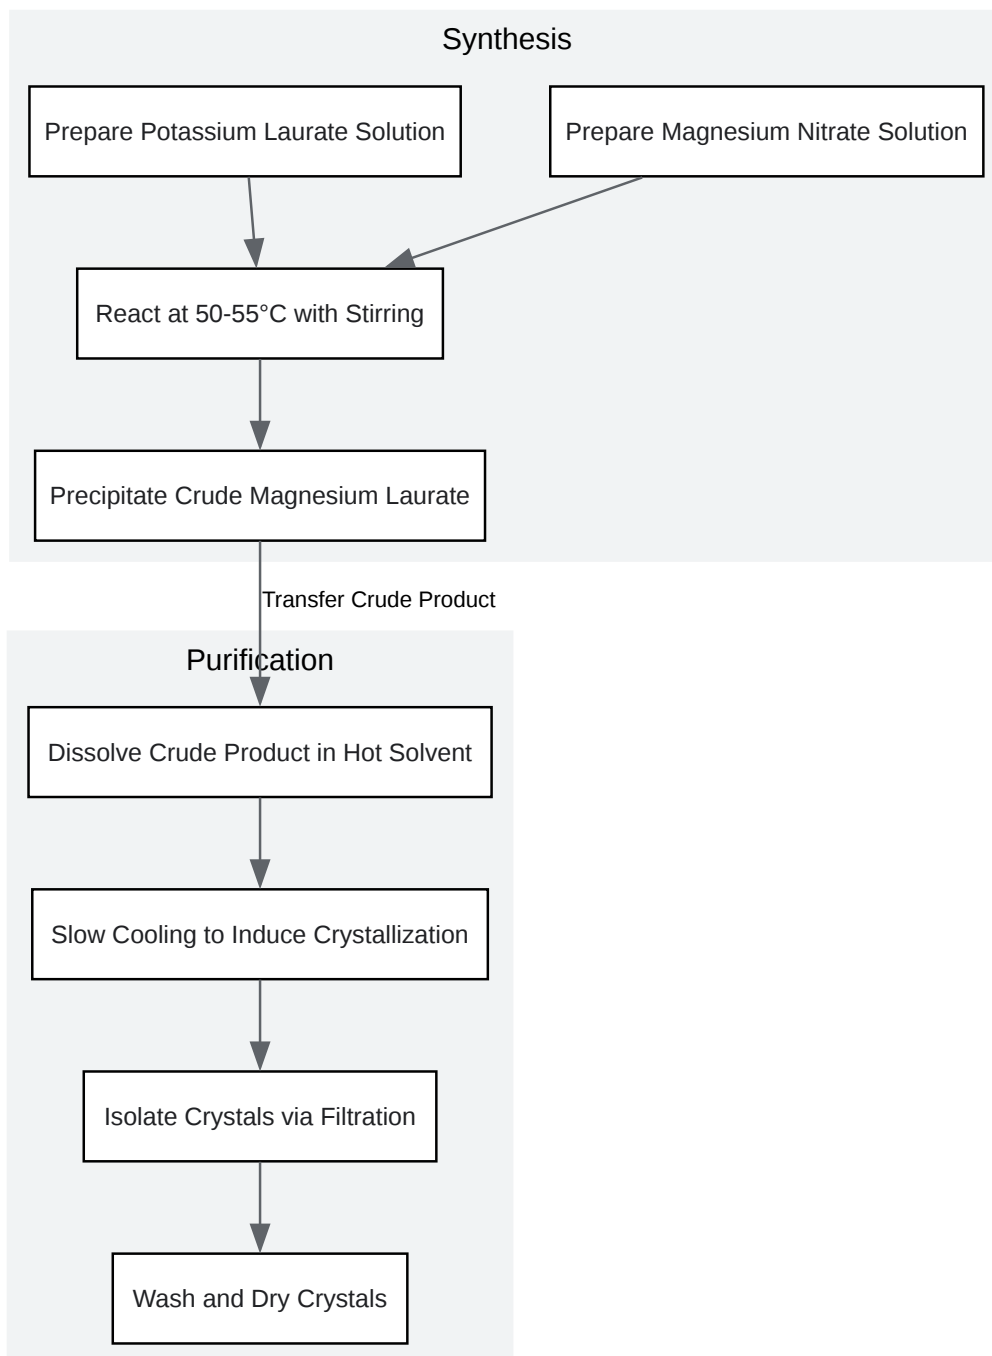 Synthesis
Prepare Potassium Laurate Solution
Prepare Magnesium Nitrate Solution
React at 50-55°C with Stirring
Precipitate Crude Magnesium Laurate
Transfer Crude Product
Purification
Dissolve Crude Product in Hot Solvent
Slow Cooling to Induce Crystallization
Isolate Crystals via Filtration
Wash and Dry Crystals